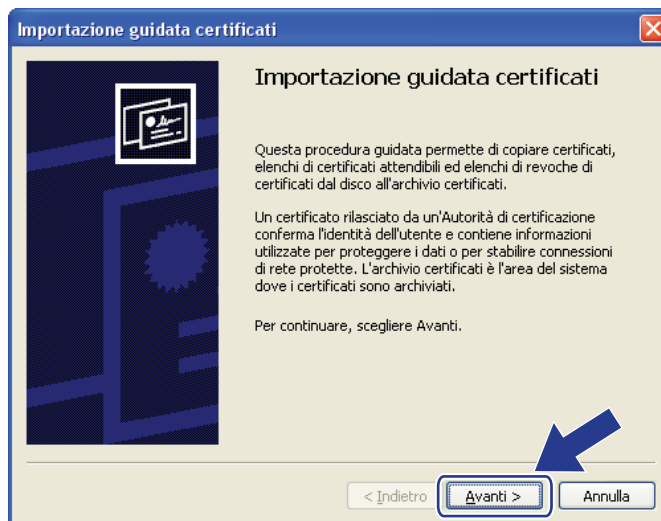 Importazione guidata certificati
Importazione guidata certificati
Questa procedura guidata permette di copiare certificati,
elenchi di certificati attendibili ed elenchi di revoche di
certificati dal disco all'archivio certificati.
Un certificato rilasciato da un'Autorità di certificazione
conferma l'identità dell'utente e contiene informazioni
utilizzate per proteggere i dati o per stabilire connessioni
di rete protette. L'archivio certificati è l'area del sistema
dove i certificati sono archiviati.
Per continuare, scegliere Avanti.
< Indietro Avanti > Annulla